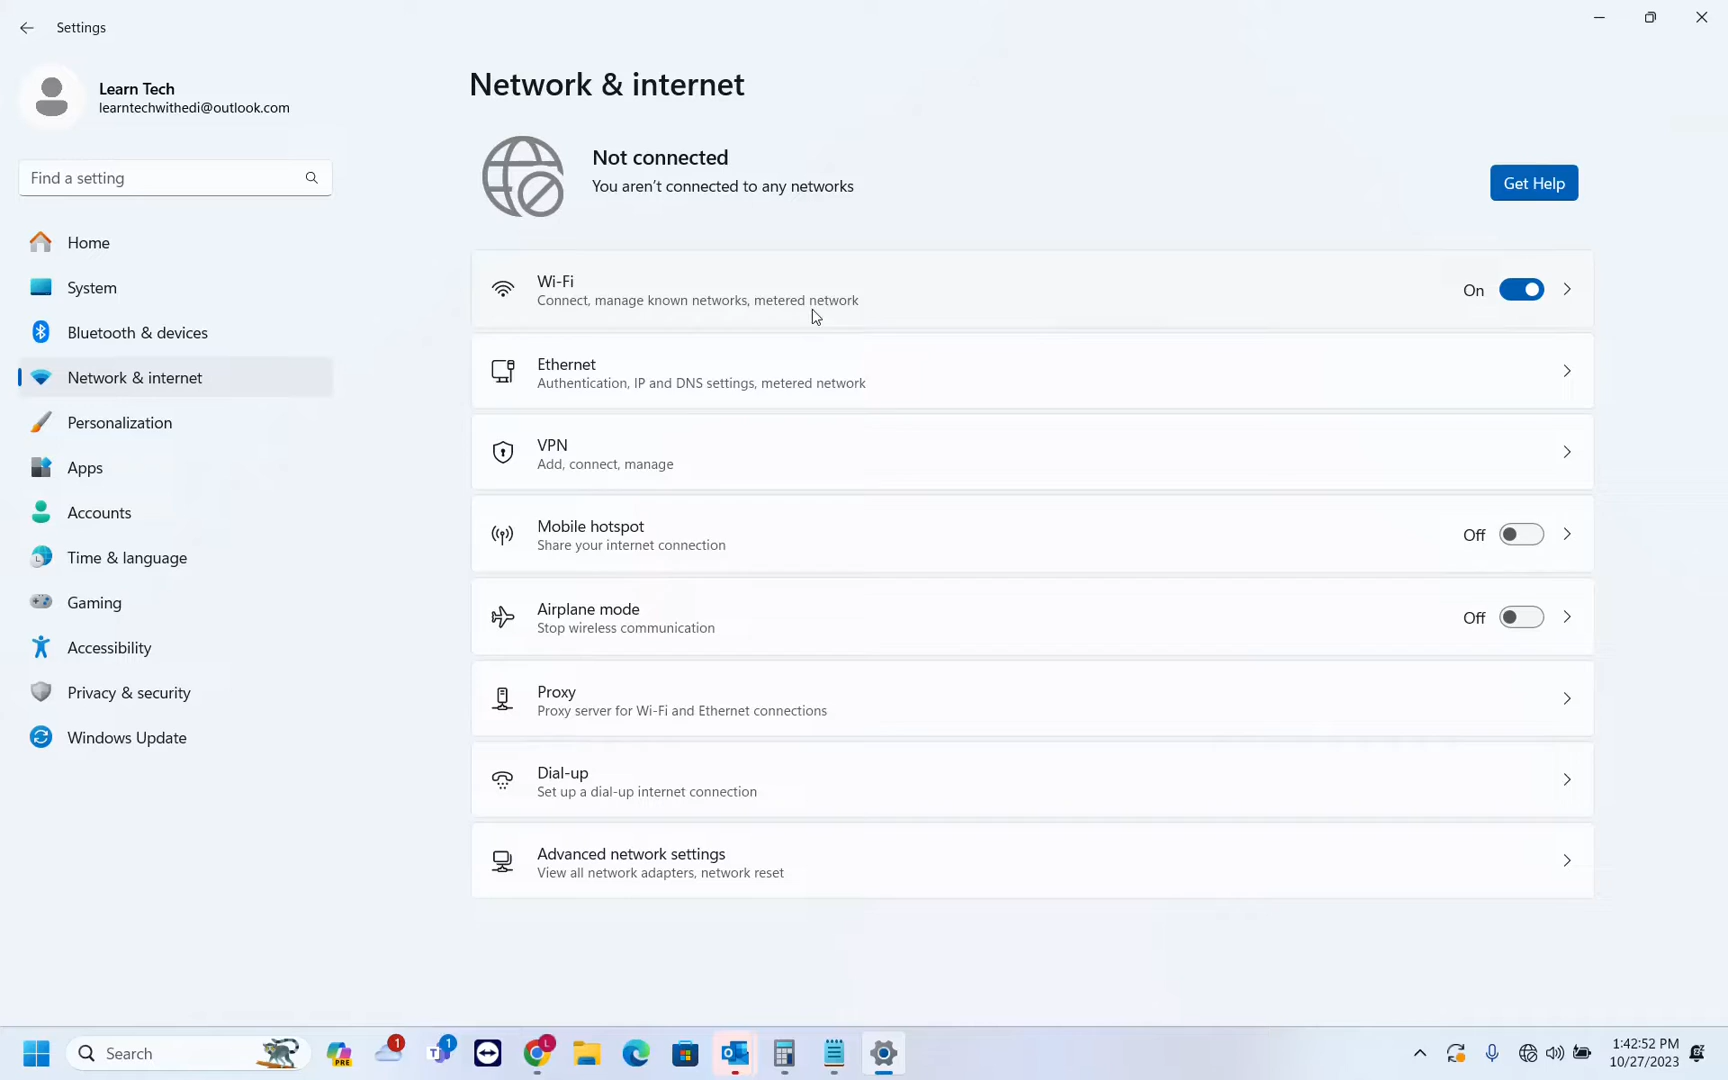 Settings
Learn Tech
learntechwithedi@outlook.com
Find a setting
Home
System
Bluetooth & devices
Network & internet
Personalization
Apps
Accounts
Time & language
Gaming
Accessibility
Privacy & security
Windows Update
Network & internet
Not connected
You aren't connected to any networks
Get Help
Wi-Fi
Connect, manage known networks, metered network
On
Ethernet
Authentication, IP and DNS settings, metered network
VPN
Add, connect, manage
Mobile hotspot
Share your internet connection
Off
Airplane mode
Stop wireless communication
Off
Proxy
Proxy server for Wi-Fi and Ethernet connections
Dial-up
Set up a dial-up internet connection
Advanced network settings
View all network adapters, network reset
Search
PRE
1
1
L
1:42:52 PM
10/27/2023